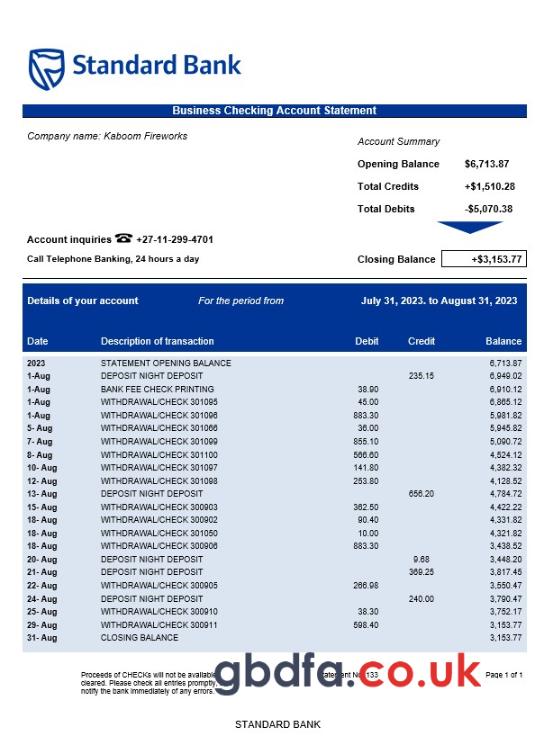 Standard Bank
Business Checking Account Statement
Company name: Kaboom Fireworks
Account Summary
Opening Balance $6,713.87
Total Credits +$1,510.28
Total Debits -$5,070.38
Account inquiries ☎ +27-11-299-4701
Call Telephone Banking, 24 hours a day
Closing Balance +$3,153.77
Details of your account For the period from July 31, 2023. to August 31, 2023
Date Description of transaction Debit Credit Balance
2023 STATEMENT OPENING BALANCE 6,713.87
1-Aug DEPOSIT NIGHT DEPOSIT 235.15 6,949.02
1-Aug BANK FEE CHECK PRINTING 38.90 6,910.12
1-Aug WITHDRAWAL/CHECK 301095 45.00 6,865.12
1-Aug WITHDRAWAL/CHECK 301096 883.30 5,981.82
5- Aug WITHDRAWAL/CHECK 301066 36.00 5,945.82
7- Aug WITHDRAWAL/CHECK 301099 855.10 5,090.72
8- Aug WITHDRAWAL/CHECK 301100 566.60 4,524.12
10- Aug WITHDRAWAL/CHECK 301097 141.80 4,382.32
12- Aug WITHDRAWAL/CHECK 301098 253.80 4,128.52
13- Aug DEPOSIT NIGHT DEPOSIT 656.20 4,784.72
15- Aug WITHDRAWAL/CHECK 300903 362.50 4,422.22
18- Aug WITHDRAWAL/CHECK 300902 90.40 4,331.82
18- Aug WITHDRAWAL/CHECK 301050 10.00 4,321.82
18- Aug WITHDRAWAL/CHECK 300906 883.30 3,438.52
20- Aug DEPOSIT NIGHT DEPOSIT 9.68 3,448.20
21- Aug DEPOSIT NIGHT DEPOSIT 369.25 3,817.45
22- Aug WITHDRAWAL/CHECK 300905 266.98 3,550.47
24- Aug DEPOSIT NIGHT DEPOSIT 240.00 3,790.47
25- Aug WITHDRAWAL/CHECK 300910 38.30 3,752.17
29- Aug WITHDRAWAL/CHECK 300911 598.40 3,153.77
31- Aug CLOSING BALANCE 3,153.77
Proceeds of CHECKs will not be available 133 Page 1 of 1
cleared. Please check all entries promptly,
notify the bank immediately of any errors.
gbdfa.co.uk
STANDARD BANK